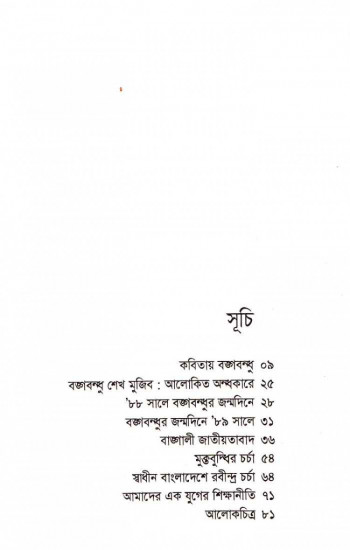 সূচি
কবিতায় বঙ্গবন্ধু ০৯
বঙ্গবন্ধু শেখ মুজিব : আলোকিত অন্ধকারে ২৫
'৮৮ সালে বঙ্গবন্ধুর জন্মদিনে ২৮
বঙ্গবন্ধুর জন্মদিনে '৮৯ সালে ৩১
বাঙ্গালী জাতীয়তাবাদ ৩৬
মুক্তবুদ্ধির চর্চা ৫৪
স্বাধীন বাংলাদেশে রবীন্দ্র চর্চা ৬৪
আমাদের এক যুগের শিক্ষানীতি ৭১
আলোকচিত্র ৮১